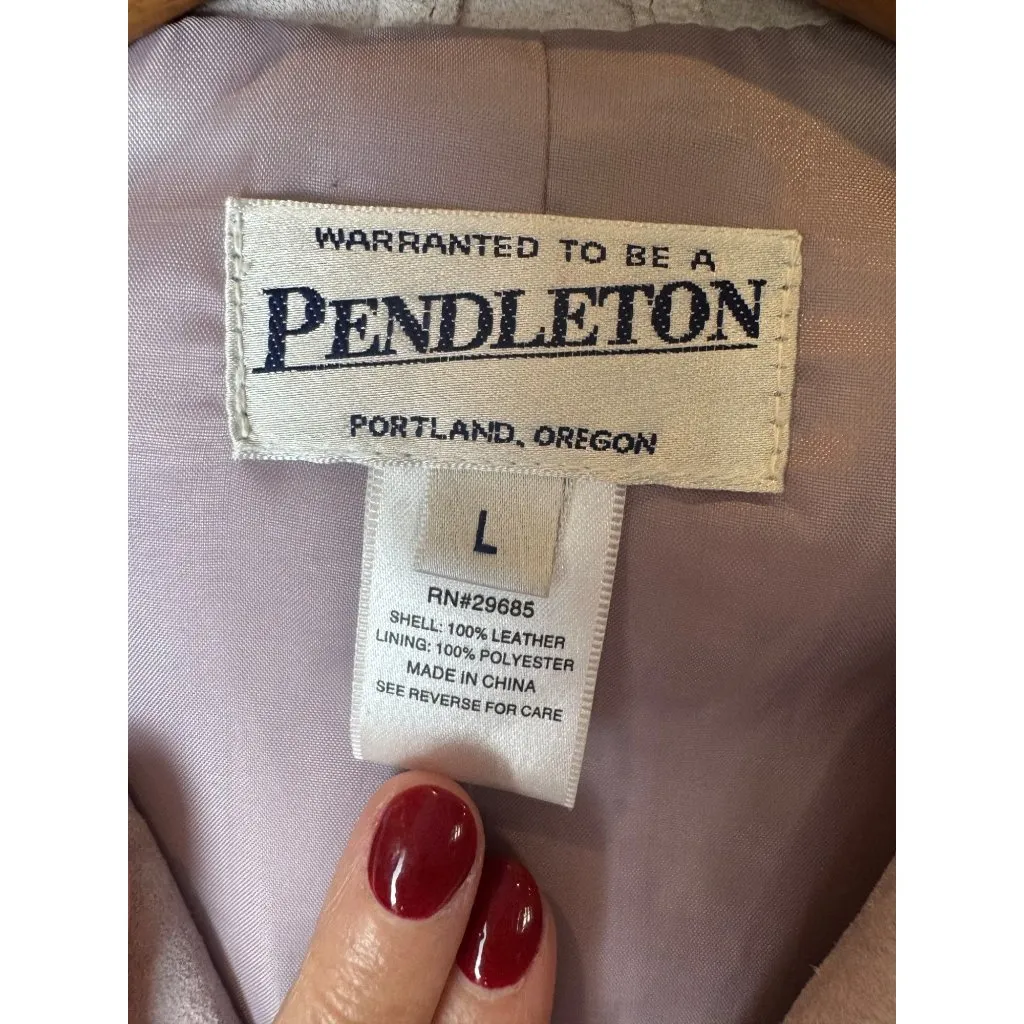 WARRANTED TO BE A
PENDLETON
PORTLAND, OREGON
L
RN#29685
SHELL: 100% LEATHER
LINING: 100% POLYESTER
MADE IN CHINA
SEE REVERSE FOR CARE